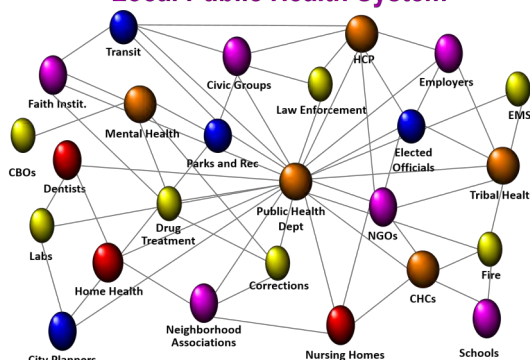 Local Public Health System
Transit
HCP
Civic Groups
Employers
Faith Instit.
Law Enforcement
EMS
Mental Health
Parks and Rec
Elected
Officials
CBOs
Dentists
Tribal Healt
Public Health
Dept
Drug
Treatment
NGOs
Labs
Fire
Home Health
Corrections
CHCs
Neighborhood
Associations
City Planners
Nursing Homes
Schools